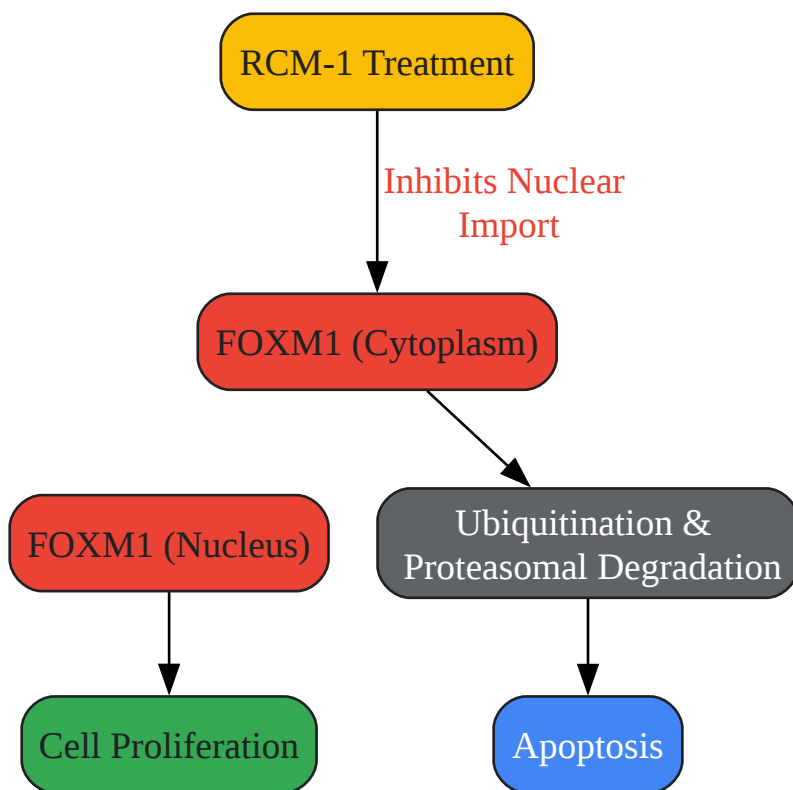 RCM-1 Treatment
Inhibits Nuclear
Import
FOXM1 (Cytoplasm)
FOXM1 (Nucleus)
Ubiquitination &
Proteasomal Degradation
Cell Proliferation
Apoptosis